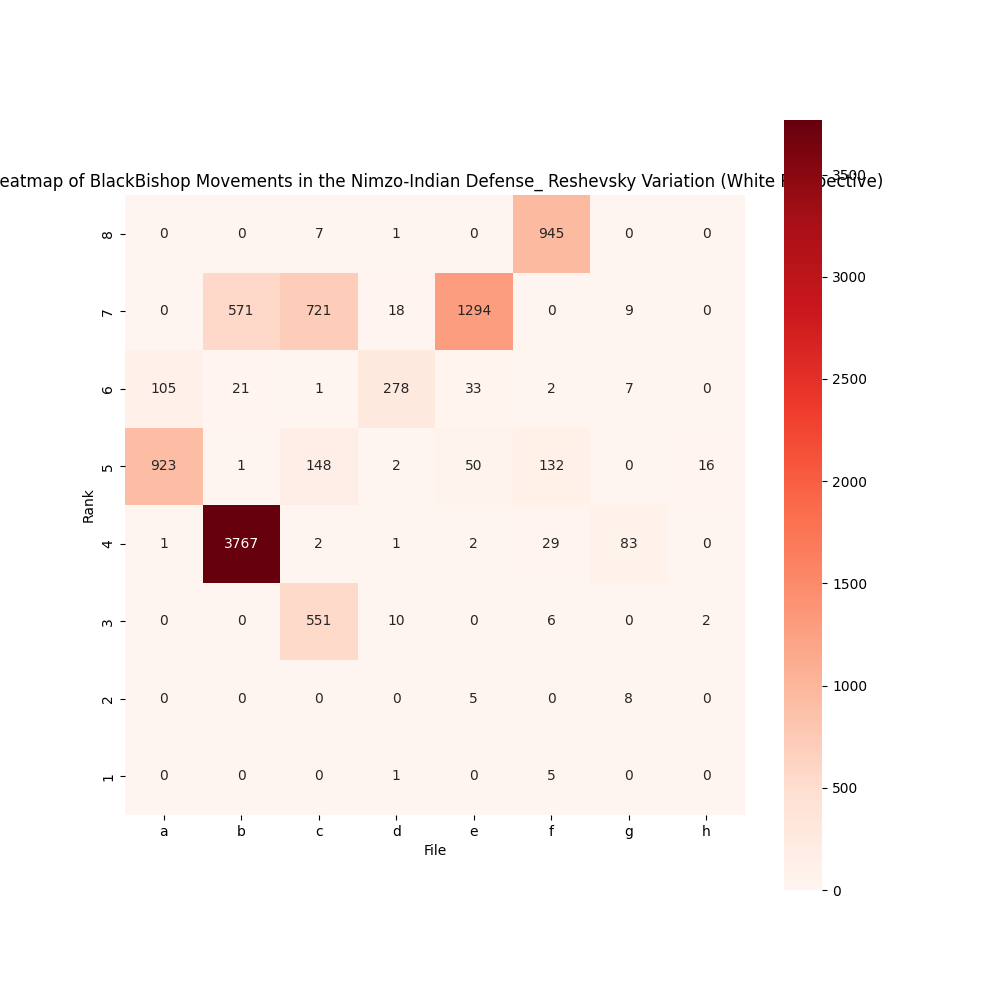 eatmap of BlackBishop Movements in the Nimzo-Indian Defense_ Reshevsky Variation (White Perspective)
8 0 0 7 1 0 945 0 0
7 0 571 721 18 1294 0 9 0
6 105 21 1 278 33 2 7 0
5 923 1 148 2 50 132 0 16
Rank
4 1 3767 2 1 2 29 83 0
3 0 0 551 10 0 6 0 2
2 0 0 0 0 5 0 8 0
1 0 0 0 1 0 5 0 0
a b c d e f g h
File
3500
3000
2500
2000
1500
1000
500
0